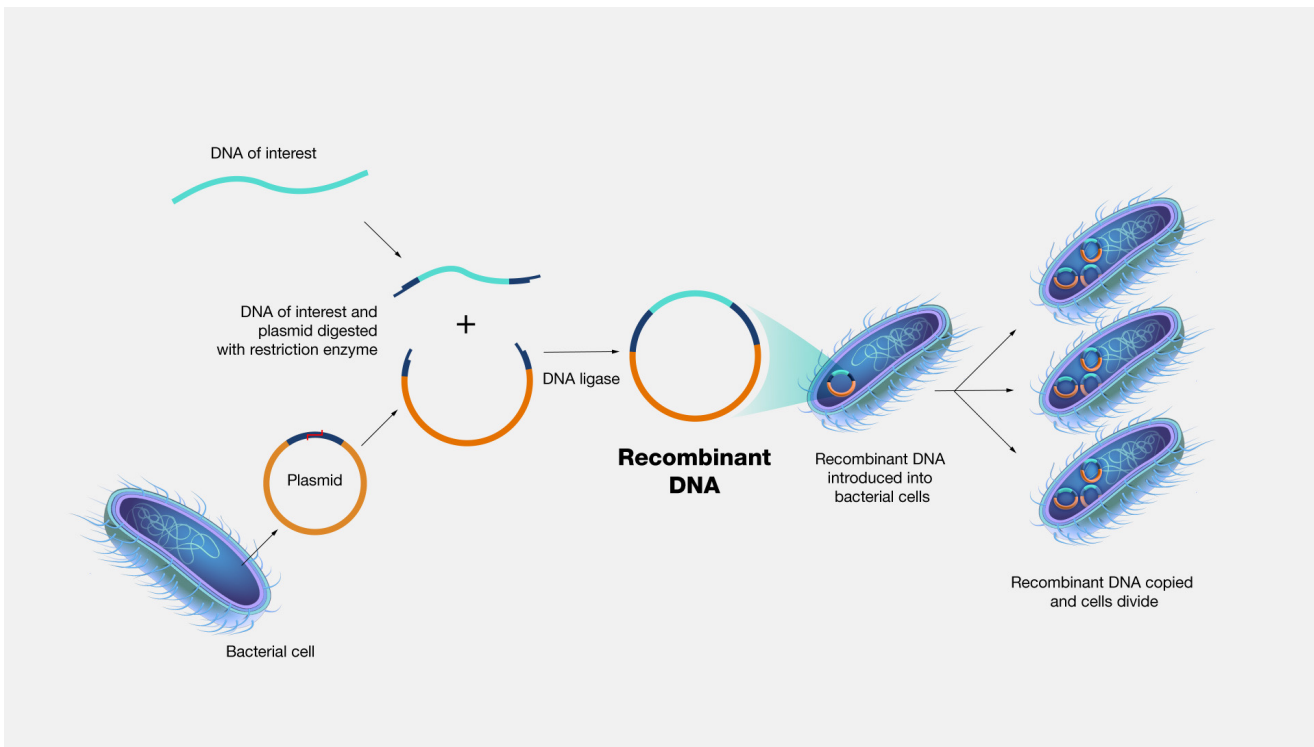 DNA of interest
DNA of interest and
plasmid digested
with restriction enzyme
+
DNA ligase
Plasmid
Bacterial cell
Recombinant
DNA
Recombinant DNA
introduced into
bacterial cells
Recombinant DNA copied
and cells divide